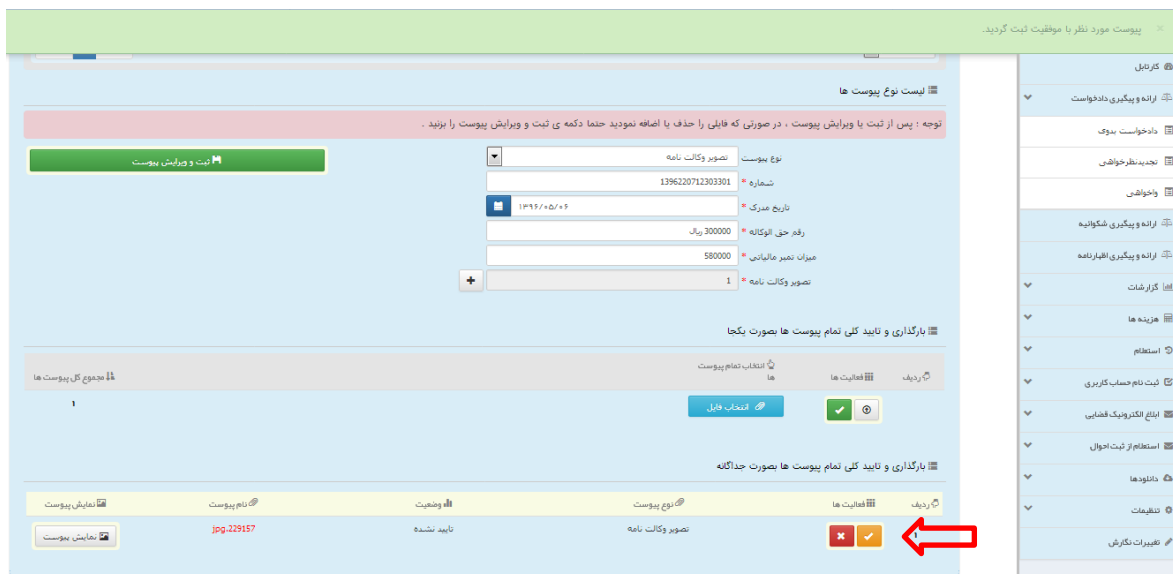 × پیوست مورد نظر با موفقیت ثبت گردید.
کارتابل
ارائه و پیگیری دادخواست
دادخواست بدوی
تجدیدنظرخواهی
واخواهی
ارائه و پیگیری شکوائیه
ارائه و پیگیری اظهارنامه
گزارشات
هزینه ها
استعلام
ثبت نام حساب کاربری
ابلاغ الکترونیک قضایی
استعلام از ثبت احوال
دانلودها
تنظیمات
تغییرات نگارش
لیست نوع پیوست ها
توجه : پس از ثبت یا ویرایش پیوست ، در صورتی که فایلی را حذف یا اضافه نمودید حتما دکمه ی ثبت و ویرایش پیوست را بزنید .
نوع پیوست تصویر وکالت نامه
ثبت و ویرایش پیوست
شماره * 1396220712303301
تاریخ مدرک * ۱۳۹۶/۰۵/۰۶
رقم حق الوکاله * 300000 ریال
میزان تمبر مالیاتی * 580000
تصویر وکالت نامه * 1
بارگذاری و تایید کلی تمام پیوست ها بصورت یکجا
ردیف فعالیت ها انتخاب تمام پیوست ها مجموع کل پیوست ها
انتخاب فایل ۱
بارگذاری و تایید کلی تمام پیوست ها بصورت جداگانه
ردیف فعالیت ها نوع پیوست وضعیت نام پیوست نمایش پیوست
۱ تصویر وکالت نامه تایید نشده jpg.229157 نمایش پیوست